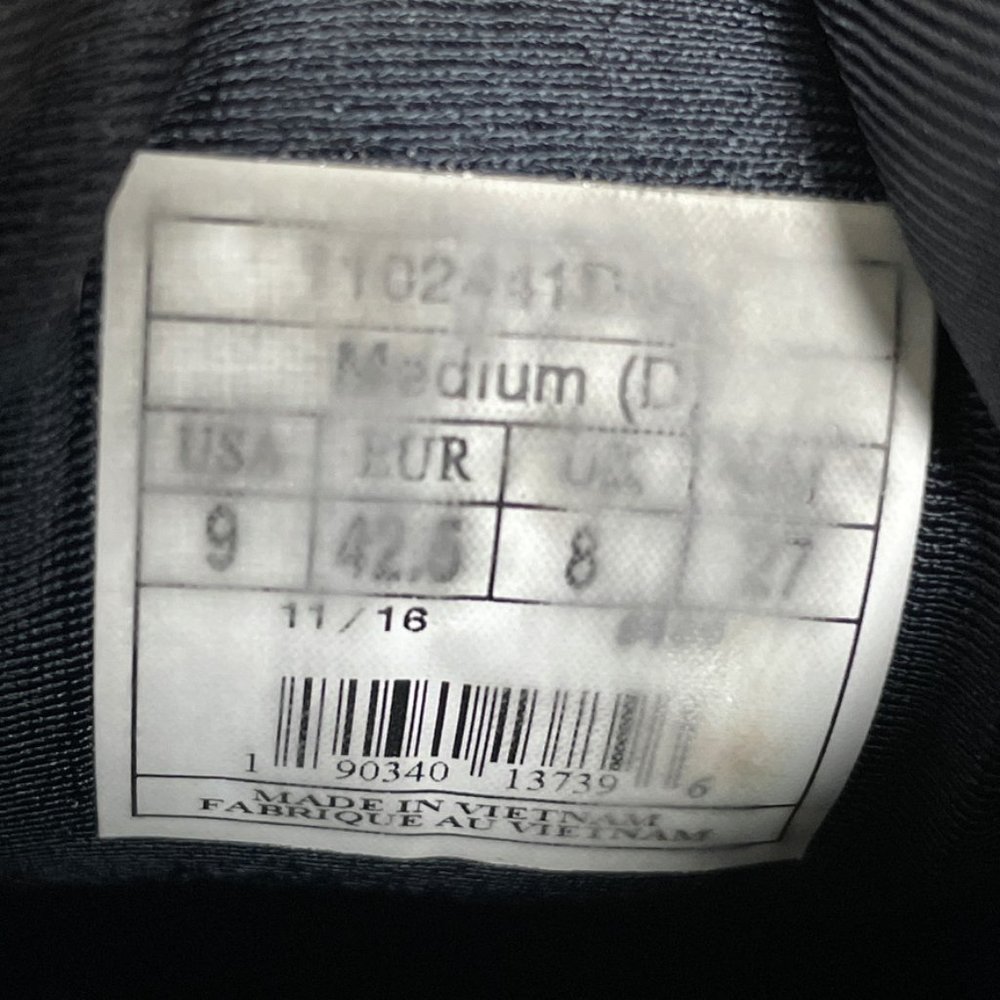 Medium (D)
USA EUR UK
9 42.5 8 27
11/16
1 90340 13739 6
MADE IN VIETNAM
FABRIQUE AU VIETNAM